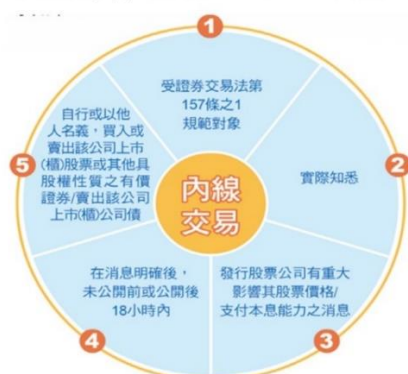 1
受證券交易法第
157條之1
規範對象
2
實際知悉
3
發行股票公司有重大
影響其股票價格/
支付本息能力之消息
4
在消息明確後,
未公開前或公開後
18小時內
5
自行或以他
人名義,買入或
賣出該公司上市
(櫃)股票或其他具
股權性質之有價
證券/賣出該公司
上市(櫃)公司債
內線
交易